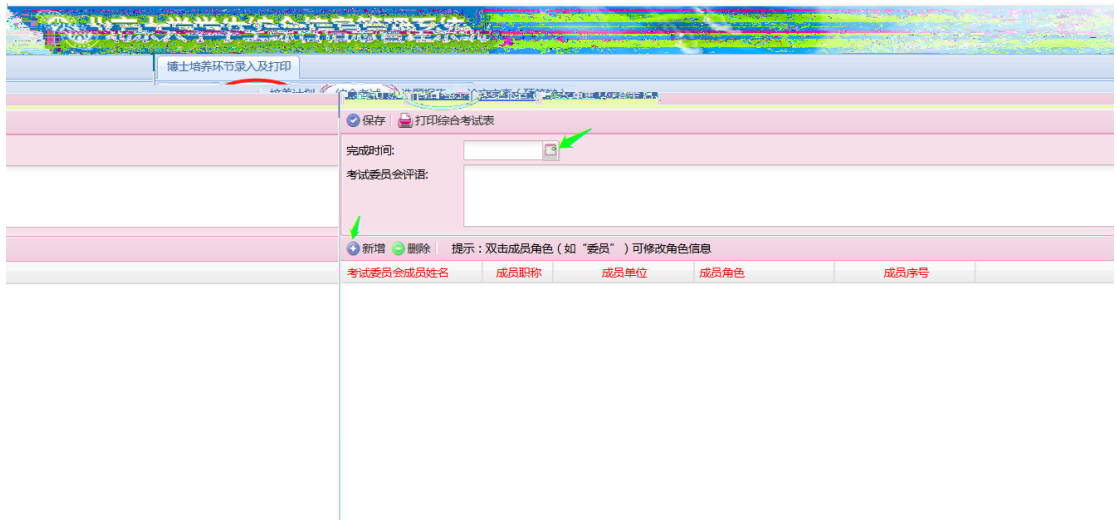 博士培养环节录入及打印
保存 打印综合考试表
完成时间:
考试委员会评语:
新增 删除 提示：双击成员角色（如“委员”）可修改角色信息
考试委员会成员姓名 成员职称 成员单位 成员角色 成员序号